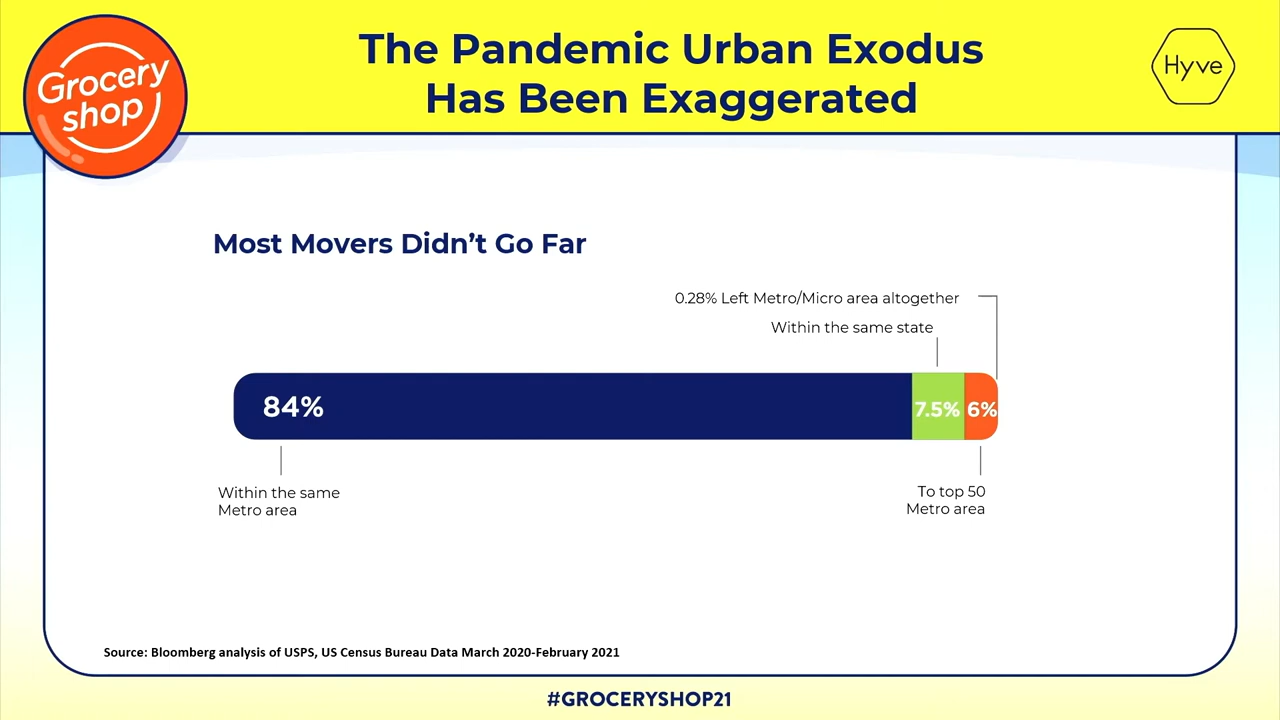 Grocery
shop
The Pandemic Urban Exodus
Has Been Exaggerated
Hyve
Most Movers Didn’t Go Far
0.28% Left Metro/Micro area altogether
Within the same state
84%
7.5%
6%
Within the same
Metro area
To top 50
Metro area
Source: Bloomberg analysis of USPS, US Census Bureau Data March 2020-February 2021
#GROCERYSHOP21